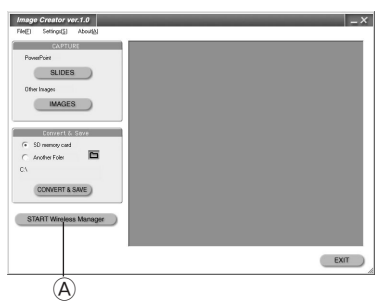 Image Creator ver.1.0
File(F) Settings(S) About(A)
CAPTURE
PowerPoint
SLIDES
Other Images
IMAGES
Convert & Save
SD memory card
Another Foler
C:\
CONVERT & SAVE
START Wireless Manager
EXIT
A